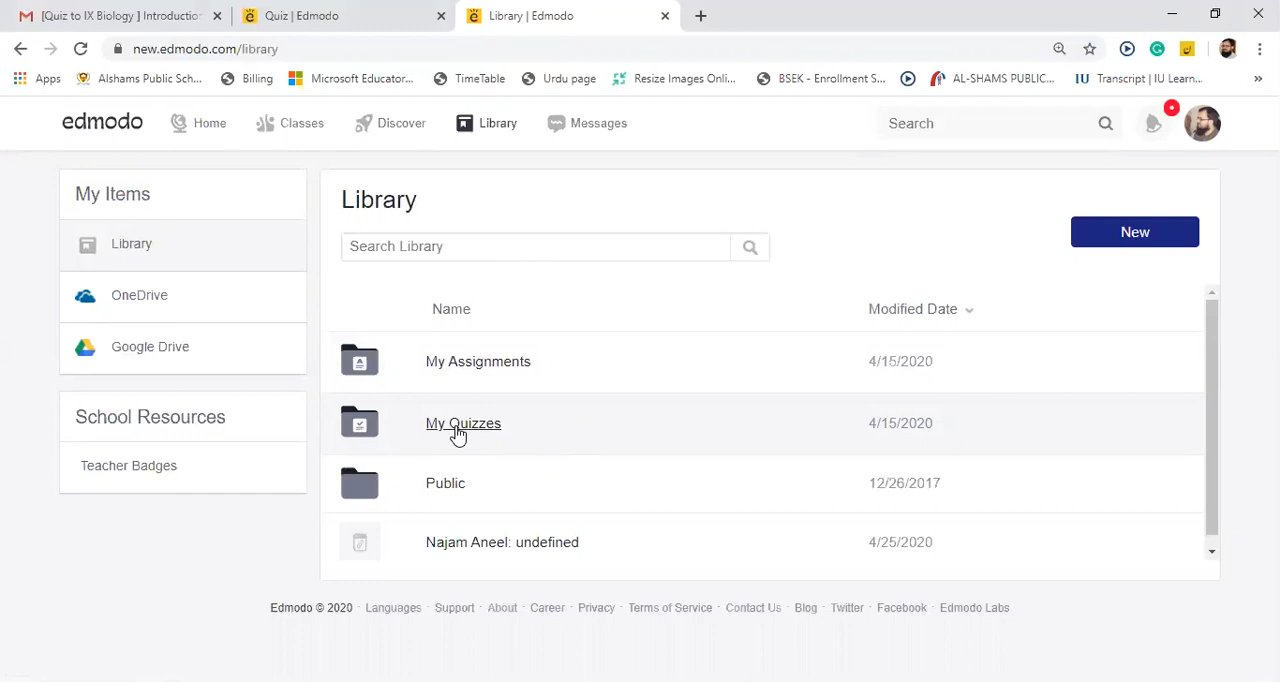 [Quiz to IX Biology ] Introduction
Quiz | Edmodo
Library | Edmodo
new.edmodo.com/library
Apps
Alshams Public Sch...
Billing
Microsoft Educator...
TimeTable
Urdu page
Resize Images Onli...
BSEK - Enrollment S...
AL-SHAMS PUBLIC...
IU Transcript | IU Learn...
edmodo
Home
Classes
Discover
Library
Messages
Search
My Items
Library
OneDrive
Google Drive
School Resources
Teacher Badges
Library
Search Library
New
Name
Modified Date
My Assignments
4/15/2020
My Quizzes
4/15/2020
Public
12/26/2017
Najam Aneel: undefined
4/25/2020
Edmodo © 2020 · Languages · Support · About · Career · Privacy · Terms of Service · Contact Us · Blog · Twitter · Facebook · Edmodo Labs